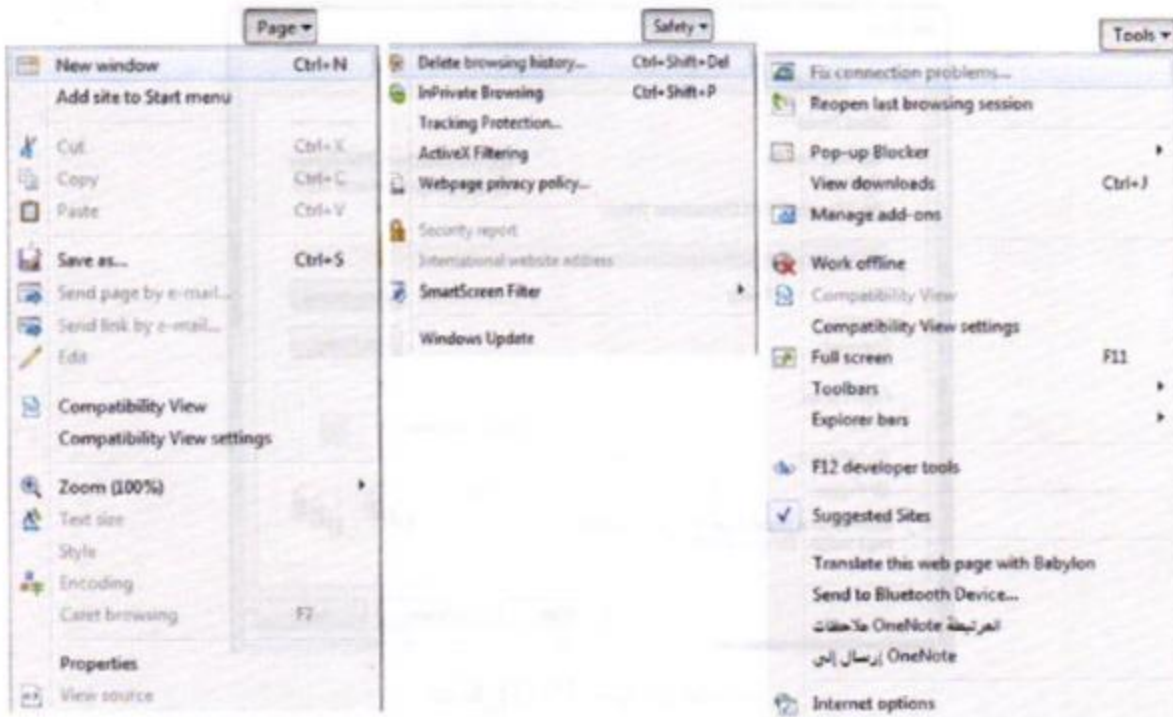 Page
New window Ctrl+N
Add site to Start menu
Cut Ctrl+X
Copy Ctrl+C
Paste Ctrl+V
Save as... Ctrl+S
Send page by e-mail...
Send link by e-mail...
Edit
Compatibility View
Compatibility View settings
Zoom (100%)
Text size
Style
Encoding
Caret browsing F7
Properties
View source
Safety
Delete browsing history... Ctrl+Shift+Del
InPrivate Browsing Ctrl+Shift+P
Tracking Protection...
ActiveX Filtering
Webpage privacy policy...
Security report
International website address
SmartScreen Filter
Windows Update
Tools
Fix connection problems...
Reopen last browsing session
Pop-up Blocker
View downloads Ctrl+J
Manage add-ons
Work offline
Compatibility View
Compatibility View settings
Full screen F11
Toolbars
Explorer bars
F12 developer tools
Suggested Sites
Translate this web page with Babylon
Send to Bluetooth Device...
ملاحظات OneNote المرتبطة
إرسال إلى OneNote
Internet options